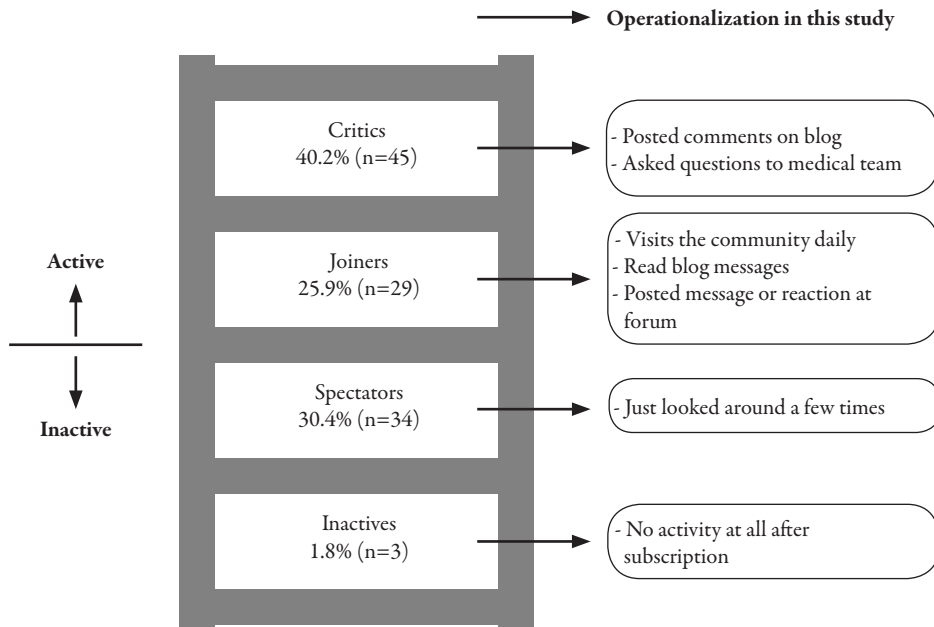 Operationalization in this study
Critics
40.2% (n=45)
- Posted comments on blog
- Asked questions to medical team
Active
Inactive
Joiners
25.9% (n=29)
- Visits the community daily
- Read blog messages
- Posted message or reaction at
forum
Spectators
30.4% (n=34)
- Just looked around a few times
Inactives
1.8% (n=3)
- No activity at all after
subscription